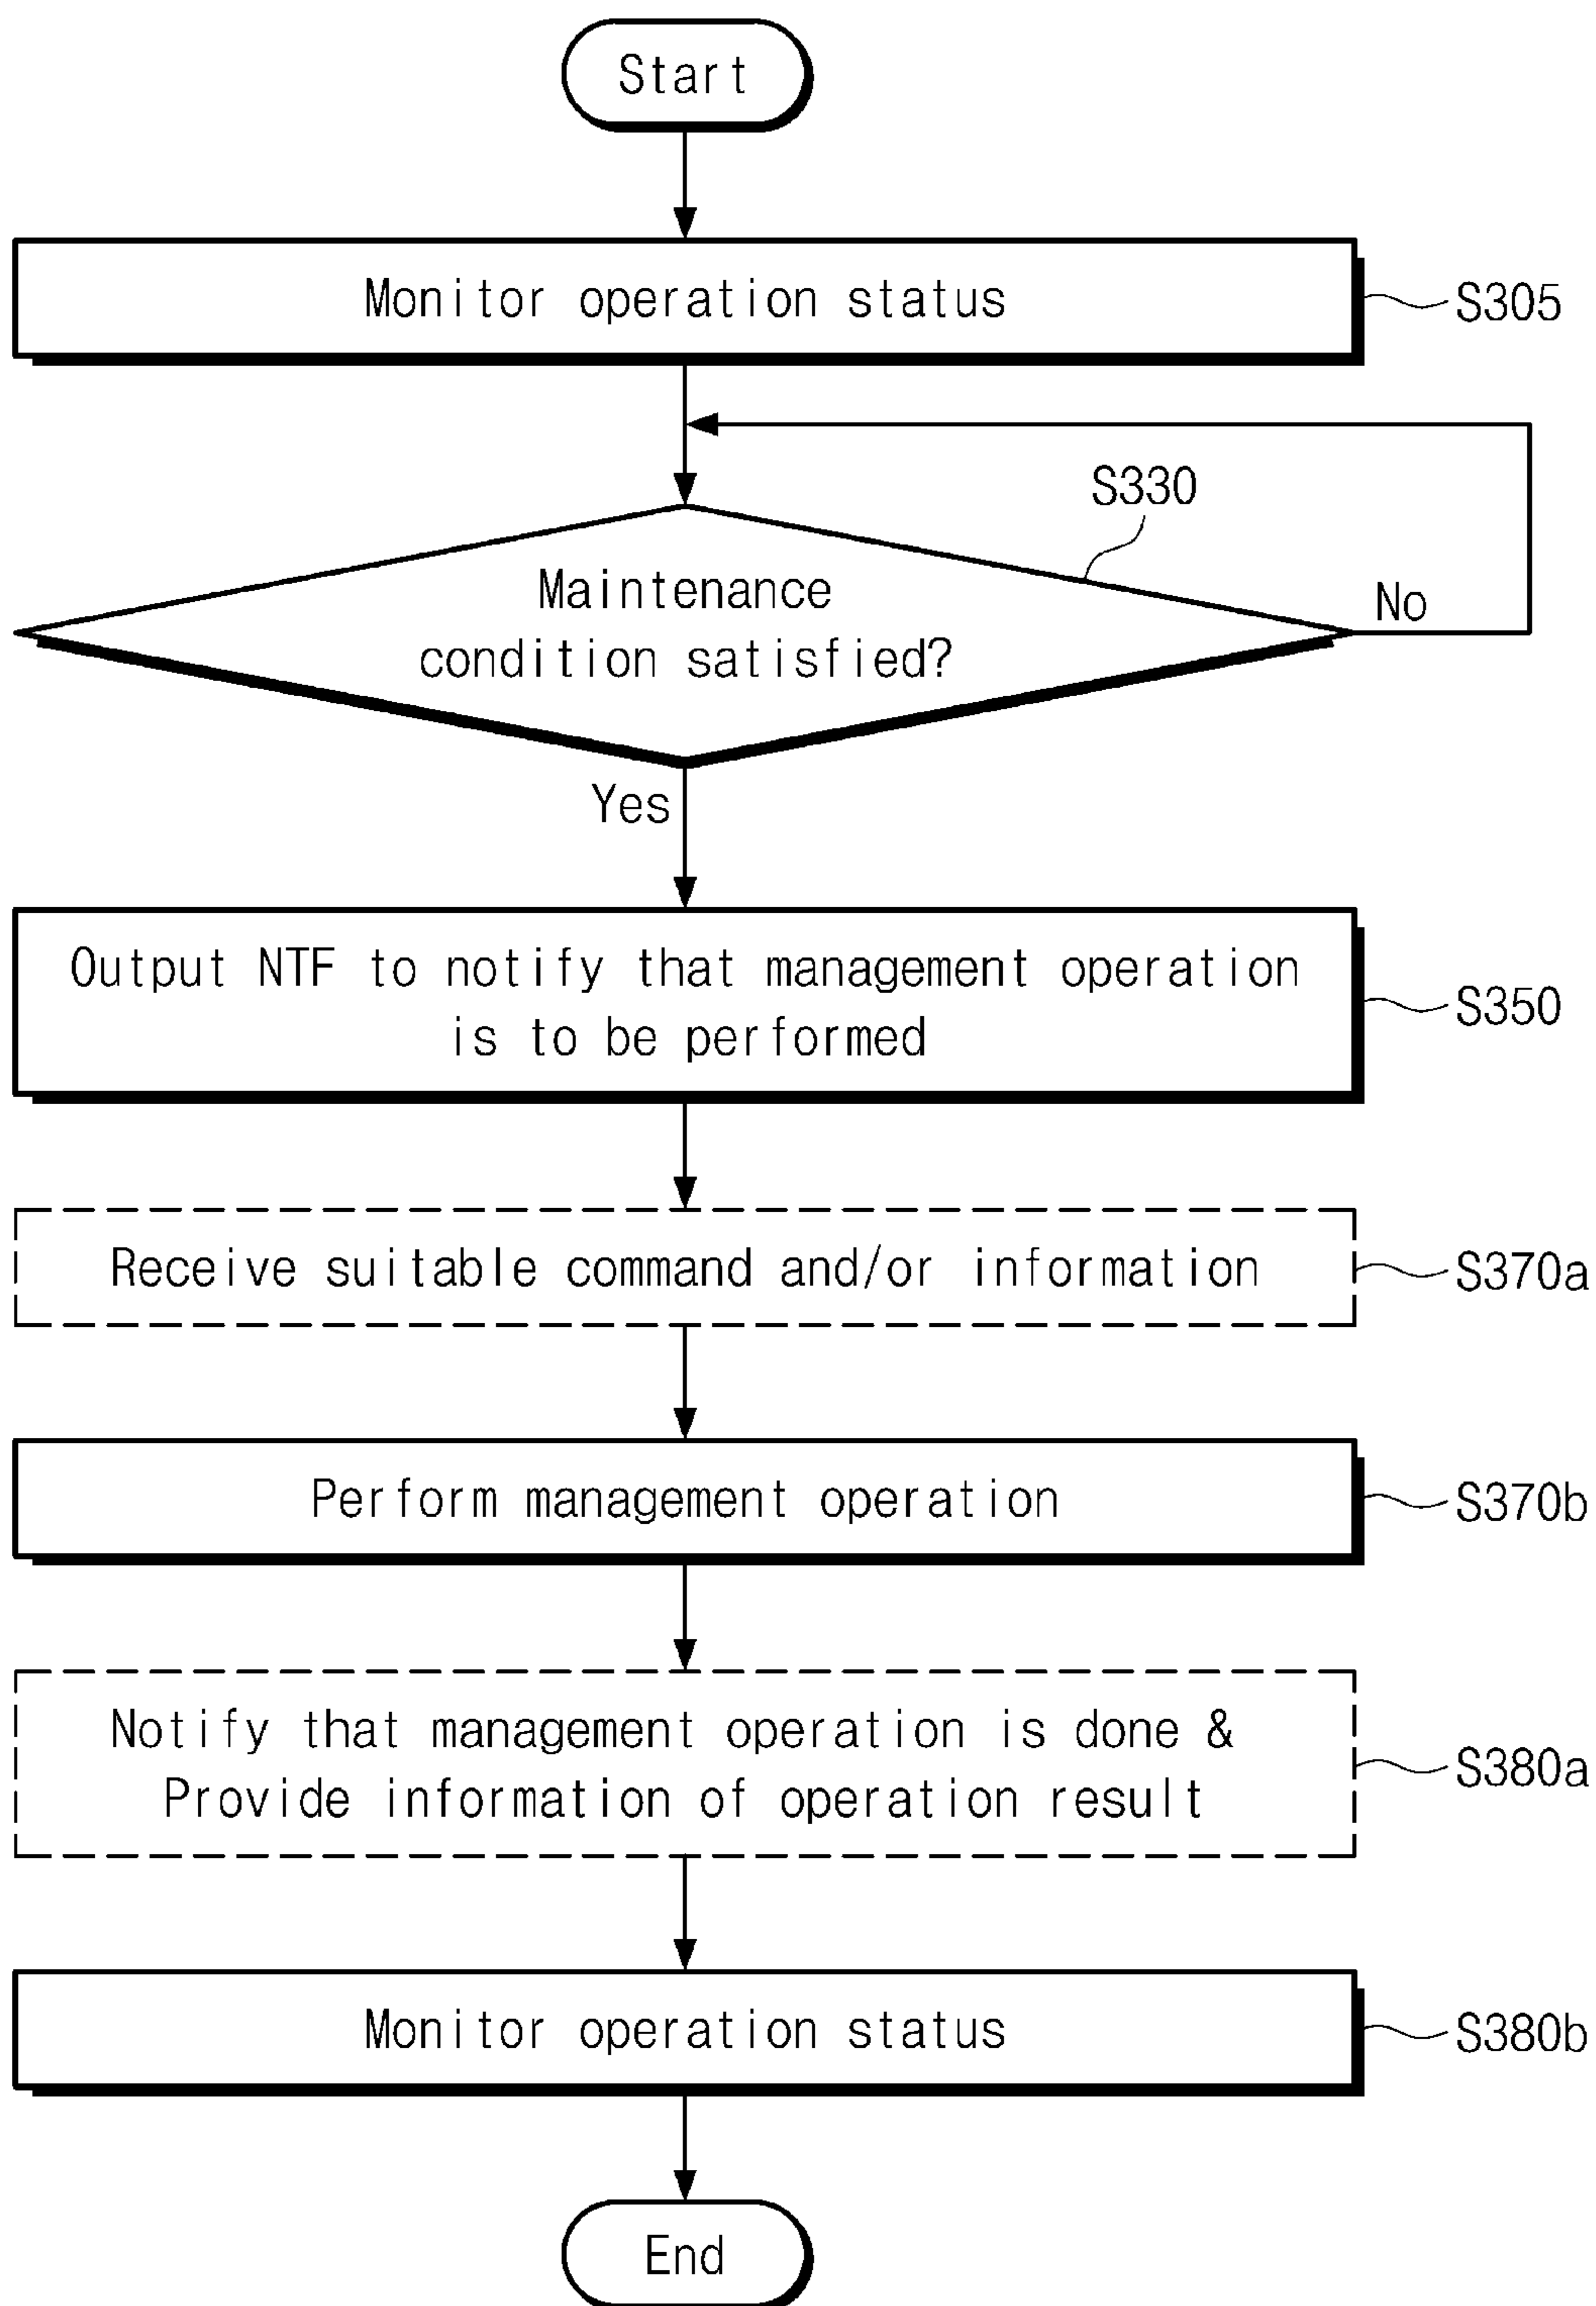 Start
Monitor operation status
S305
S330
Maintenance
condition satisfied?
No
Yes
Output NTF to notify that management operation
is to be performed
S350
Receive suitable command and/or information
S370a
Perform management operation
S370b
Notify that management operation is done &
Provide information of operation result
S380a
Monitor operation status
S380b
End